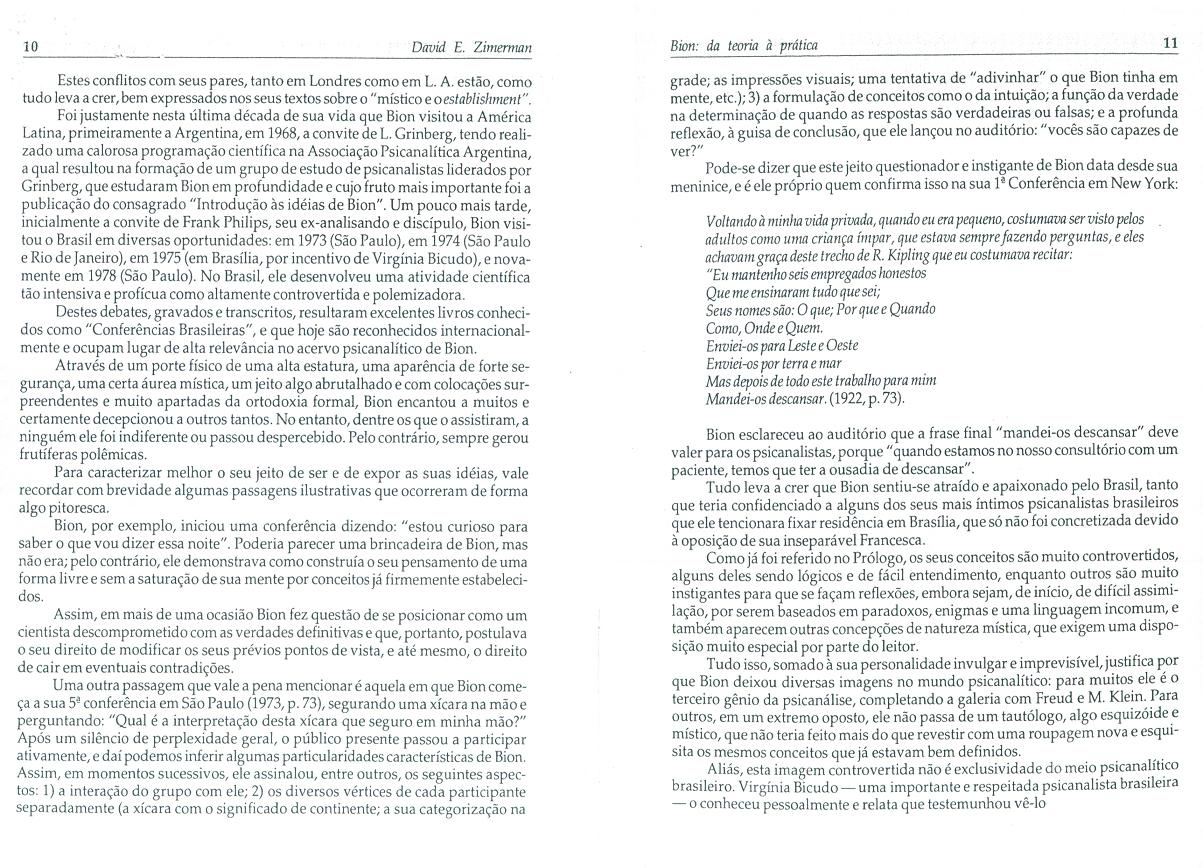 10
David E. Zimerman
Estes conflitos com seus pares, tanto em Londres como em L. A. estão, como
tudo leva a crer, bem expressados nos seus textos sobre o "místico e o establishment".
Foi justamente nesta última década de sua vida que Bion visitou a América
Latina, primeiramente a Argentina, em 1968, a convite de L. Grinberg, tendo reali-
zado uma calorosa programação científica na Associação Psicanalítica Argentina,
a qual resultou na formação de um grupo de estudo de psicanalistas liderados por
Grinberg, que estudaram Bion em profundidade e cujo fruto mais importante foi a
publicação do consagrado "Introdução às idéias de Bion". Um pouco mais tarde,
inicialmente a convite de Frank Philips, seu ex-analisando e discípulo, Bion visi-
tou o Brasil em diversas oportunidades: em 1973 (São Paulo), em 1974 (São Paulo
e Rio de Janeiro), em 1975 (em Brasília, por incentivo de Virgínia Bicudo), e nova-
mente em 1978 (São Paulo). No Brasil, ele desenvolveu uma atividade científica
tão intensiva e profícua como altamente controvertida e polemizadora.
Destes debates, gravados e transcritos, resultaram excelentes livros conheci-
dos como "Conferências Brasileiras", e que hoje são reconhecidos internacional-
mente e ocupam lugar de alta relevância no acervo psicanalítico de Bion.
Através de um porte físico de uma alta estatura, uma aparência de forte se-
gurança, uma certa áurea mística, um jeito algo abrutalhado e com colocações sur-
preendentes e muito apartadas da ortodoxia formal, Bion encantou a muitos e
certamente decepcionou a outros tantos. No entanto, dentre os que o assistiram, a
ninguém ele foi indiferente ou passou despercebido. Pelo contrário, sempre gerou
frutíferas polêmicas.
Para caracterizar melhor o seu jeito de ser e de expor as suas idéias, vale
recordar com brevidade algumas passagens ilustrativas que ocorreram de forma
algo pitoresca.
Bion, por exemplo, iniciou uma conferência dizendo: "estou curioso para
saber o que vou dizer essa noite". Poderia parecer uma brincadeira de Bion, mas
não era; pelo contrário, ele demonstrava como construía o seu pensamento de uma
forma livre e sem a saturação de sua mente por conceitos já firmemente estabeleci-
dos.
Assim, em mais de uma ocasião Bion fez questão de se posicionar como um
cientista descomprometido com as verdades definitivas e que, portanto, postulava
o seu direito de modificar os seus prévios pontos de vista, e até mesmo, o direito
de cair em eventuais contradições.
Uma outra passagem que vale a pena mencionar é aquela em que Bion come-
ça a sua 5ª conferência em São Paulo (1973, p. 73), segurando uma xícara na mão e
perguntando: "Qual é a interpretação desta xícara que seguro em minha mão?"
Após um silêncio de perplexidade geral, o público presente passou a participar
ativamente, e daí podemos inferir algumas particularidades características de Bion.
Assim, em momentos sucessivos, ele assinalou, entre outros, os seguintes aspec-
tos: 1) a interação do grupo com ele; 2) os diversos vértices de cada participante
separadamente (a xícara com o significado de continente; a sua categorização na
Bion: da teoria à prática
11
grade; as impressões visuais; uma tentativa de "adivinhar" o que Bion tinha em
mente, etc.); 3) a formulação de conceitos como o da intuição; a função da verdade
na determinação de quando as respostas são verdadeiras ou falsas; e a profunda
reflexão, à guisa de conclusão, que ele lançou no auditório: "vocês são capazes de
ver?"
Pode-se dizer que este jeito questionador e instigante de Bion data desde sua
meninice, e é ele próprio quem confirma isso na sua 1ª Conferência em New York:
Voltando à minha vida privada, quando eu era pequeno, costumava ser visto pelos
adultos como uma criança ímpar, que estava sempre fazendo perguntas, e eles
achavam graça deste trecho de R. Kipling que eu costumava recitar:
"Eu mantenho seis empregados honestos
Que me ensinaram tudo que sei;
Seus nomes são: O que; Por que e Quando
Como, Onde e Quem.
Enviei-os para Leste e Oeste
Enviei-os por terra e mar
Mas depois de todo este trabalho para mim
Mandei-os descansar. (1922, p. 73).
Bion esclareceu ao auditório que a frase final "mandei-os descansar" deve
valer para os psicanalistas, porque "quando estamos no nosso consultório com um
paciente, temos que ter a ousadia de descansar".
Tudo leva a crer que Bion sentiu-se atraído e apaixonado pelo Brasil, tanto
que teria confidenciado a alguns dos seus mais íntimos psicanalistas brasileiros
que ele tencionara fixar residência em Brasília, que só não foi concretizada devido
à oposição de sua inseparável Francesca.
Como já foi referido no Prólogo, os seus conceitos são muito controvertidos,
alguns deles sendo lógicos e de fácil entendimento, enquanto outros são muito
instigantes para que se façam reflexões, embora sejam, de início, de difícil assimi-
lação, por serem baseados em paradoxos, enigmas e uma linguagem incomum, e
também aparecem outras concepções de natureza mística, que exigem uma dispo-
sição muito especial por parte do leitor.
Tudo isso, somado à sua personalidade invulgar e imprevisível, justifica por
que Bion deixou diversas imagens no mundo psicanalítico: para muitos ele é o
terceiro gênio da psicanálise, completando a galeria com Freud e M. Klein. Para
outros, em um extremo oposto, ele não passa de um tautólogo, algo esquizóide e
místico, que não teria feito mais do que revestir com uma roupagem nova e esqui-
sita os mesmos conceitos que já estavam bem definidos.
Aliás, esta imagem controvertida não é exclusividade do meio psicanalítico
brasileiro. Virgínia Bicudo — uma importante e respeitada psicanalista brasileira
— o conheceu pessoalmente e relata que testemunhou vê-lo